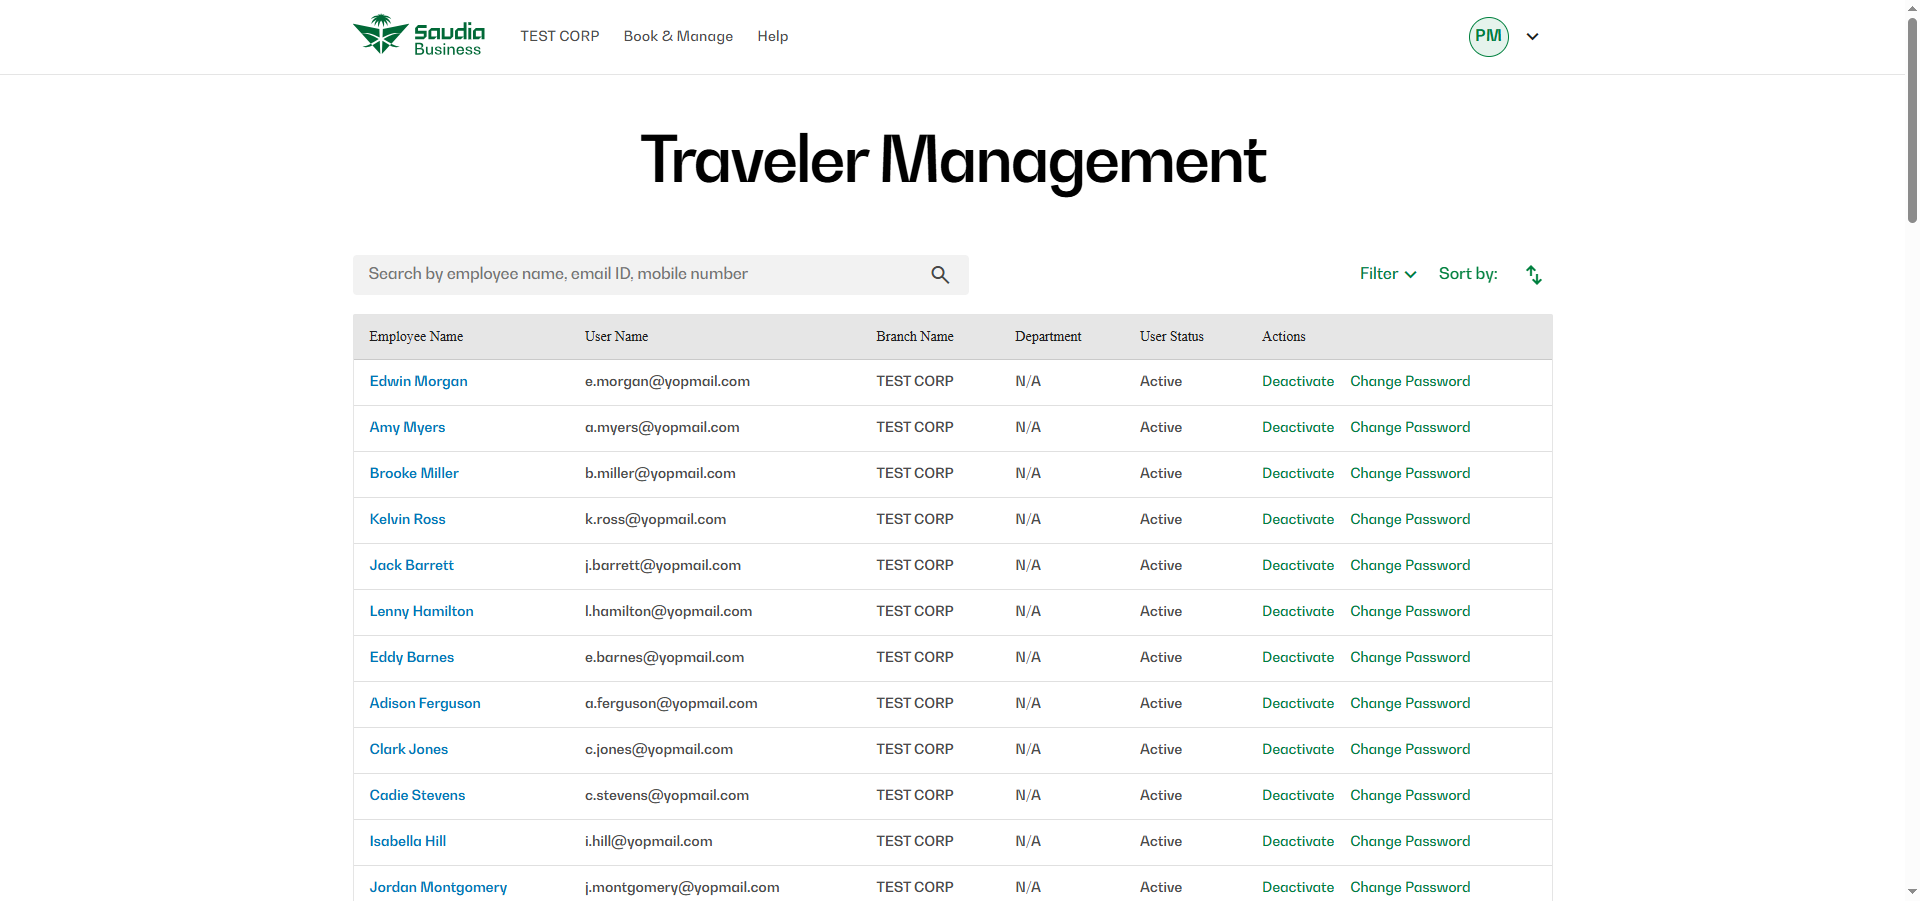 Saudia
Business
TEST CORP Book & Manage Help PM
Traveler Management
Search by employee name, email ID, mobile number Filter Sort by:
Employee Name User Name Branch Name Department User Status Actions
Edwin Morgan e.morgan@yopmail.com TEST CORP N/A Active Deactivate Change Password
Amy Myers a.myers@yopmail.com TEST CORP N/A Active Deactivate Change Password
Brooke Miller b.miller@yopmail.com TEST CORP N/A Active Deactivate Change Password
Kelvin Ross k.ross@yopmail.com TEST CORP N/A Active Deactivate Change Password
Jack Barrett j.barrett@yopmail.com TEST CORP N/A Active Deactivate Change Password
Lenny Hamilton l.hamilton@yopmail.com TEST CORP N/A Active Deactivate Change Password
Eddy Barnes e.barnes@yopmail.com TEST CORP N/A Active Deactivate Change Password
Adison Ferguson a.ferguson@yopmail.com TEST CORP N/A Active Deactivate Change Password
Clark Jones c.jones@yopmail.com TEST CORP N/A Active Deactivate Change Password
Cadie Stevens c.stevens@yopmail.com TEST CORP N/A Active Deactivate Change Password
Isabella Hill i.hill@yopmail.com TEST CORP N/A Active Deactivate Change Password
Jordan Montgomery j.montgomery@yopmail.com TEST CORP N/A Active Deactivate Change Password